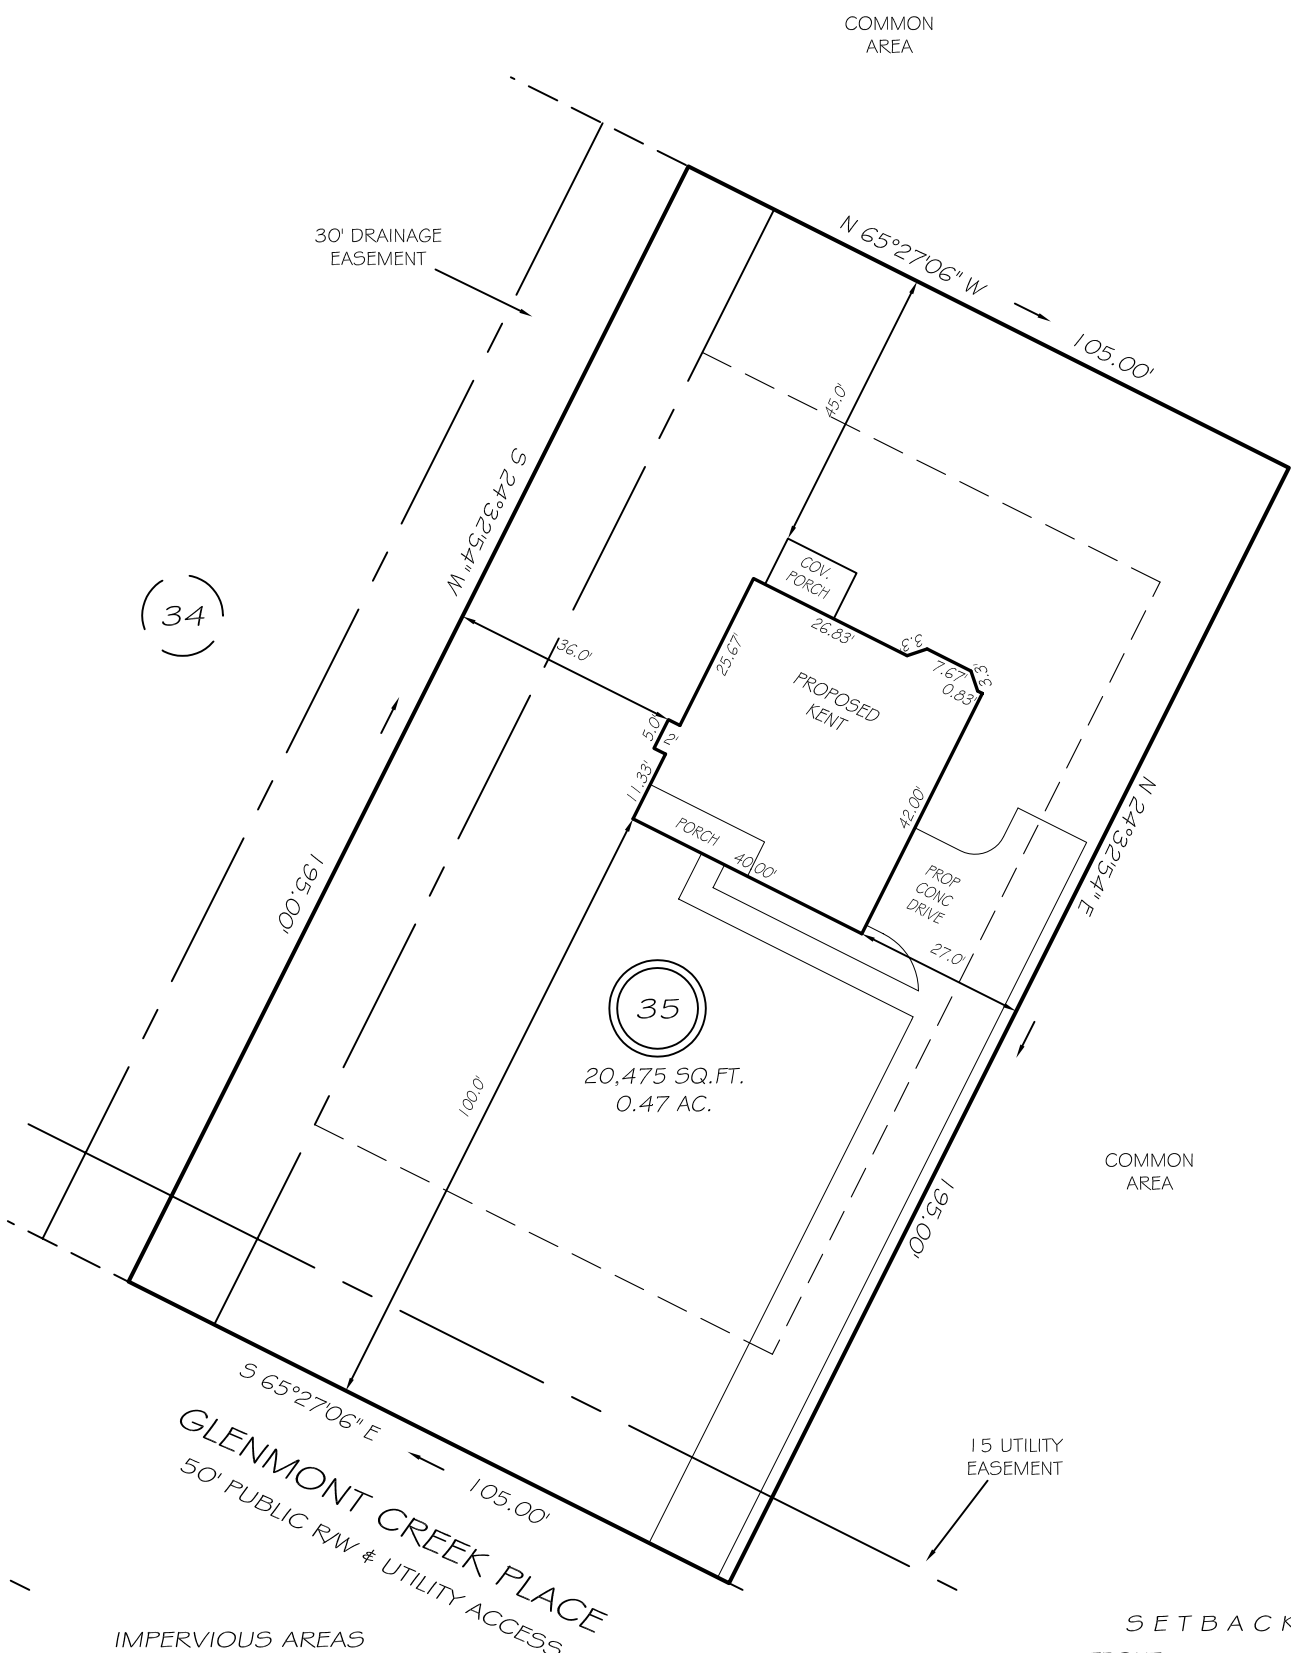 COMMON
AREA
N 65°27'06" W
105.00'
30' DRAINAGE
EASEMENT
45.0'
S 24°32'54" W
195.00'
34
36.0'
COV.
PORCH
26.83'
3.3'
7.67'
3.3'
0.83'
25.67'
PROPOSED
KENT
5.0'
2'
11.33'
PORCH
40.00'
42.00'
PROP
CONC
DRIVE
27.0'
N 24°32'54" E
195.00'
35
20,475 SQ.FT.
0.47 AC.
100.0'
COMMON
AREA
S 65°27'06" E
105.00'
GLENMONT CREEK PLACE
50' PUBLIC R/W & UTILITY ACCESS
15 UTILITY
EASEMENT
IMPERVIOUS AREAS
SETBACK